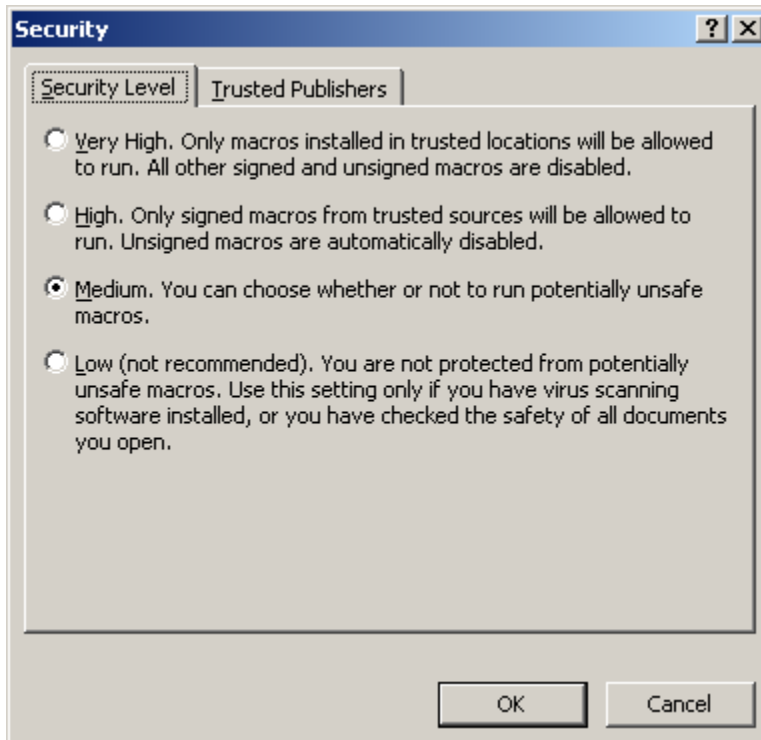 Security
Security Level
Trusted Publishers
Very High. Only macros installed in trusted locations will be allowed
to run. All other signed and unsigned macros are disabled.
High. Only signed macros from trusted sources will be allowed to
run. Unsigned macros are automatically disabled.
Medium. You can choose whether or not to run potentially unsafe
macros.
Low (not recommended). You are not protected from potentially
unsafe macros. Use this setting only if you have virus scanning
software installed, or you have checked the safety of all documents
you open.
OK
Cancel